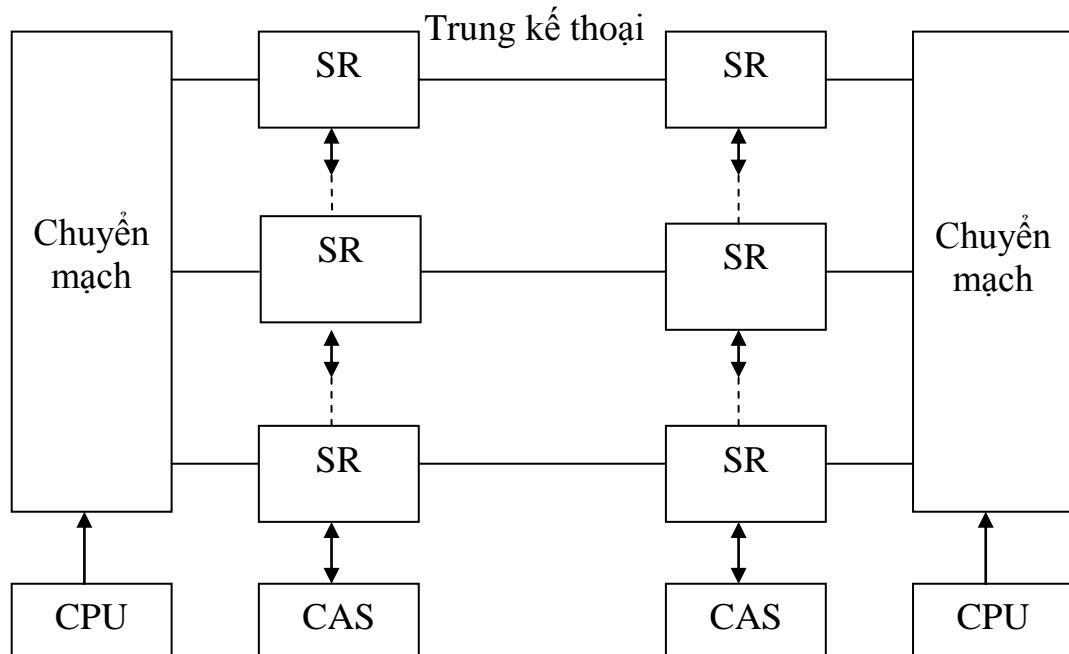 Trung kế thoại
SR
SR
Chuyển
mạch
SR
SR
Chuyển
mạch
SR
SR
CPU
CAS
CAS
CPU